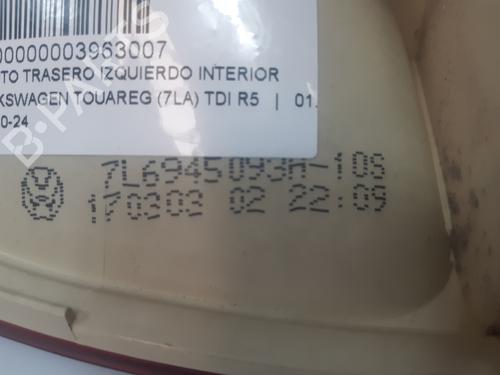 00000003963007
TO TRASERO IZQUIERDO INTERIOR
KSWAGEN TOUAREG (7LA) TDI R5 | 01.
0-24
B-PARTS
7L6945093A-10S
170303 02 22:09